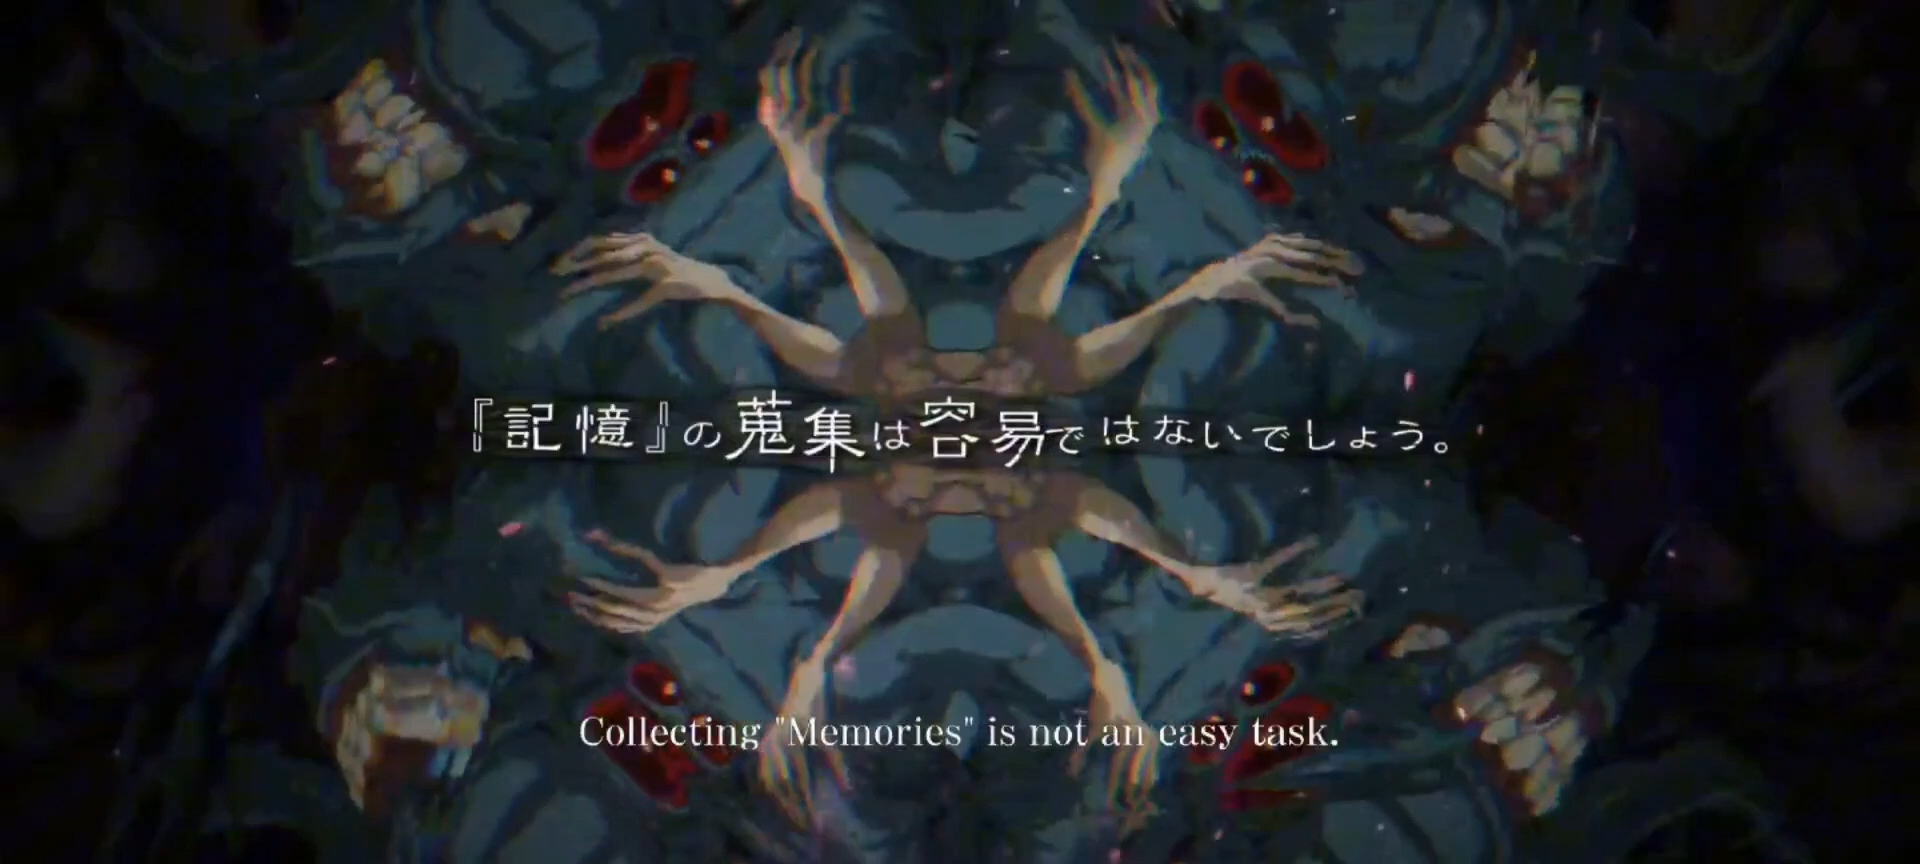 『記憶』の蒐集は容易ではないでしょう。
Collecting "Memories" is not an easy task.